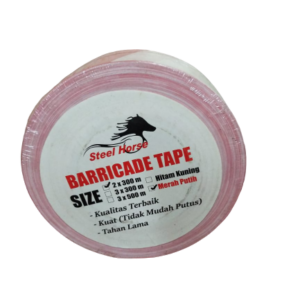 Steel Horse
BARRICADE TAPE
SIZE
2 x 300 m
3 x 300 m
3 x 500 m
Hitam Kuning
Merah Putih
- Kualitas Terbaik
- Kuat (Tidak Mudah Putus)
- Tahan Lama